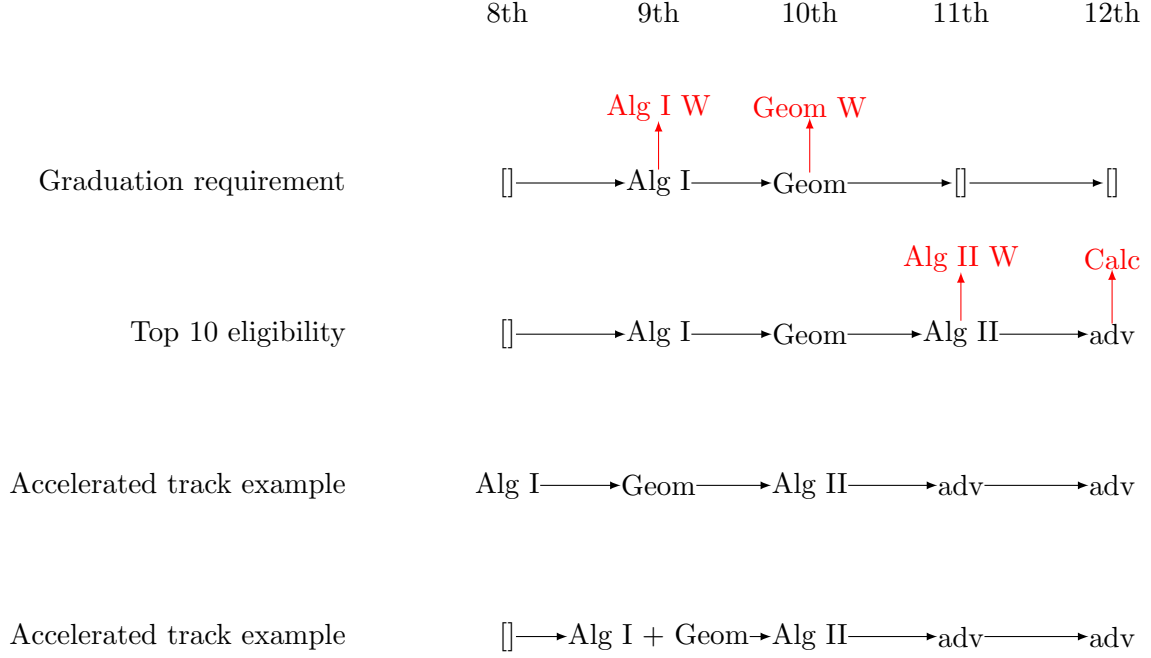 8th 9th 10th 11th 12th
Alg I W Geom W
Graduation requirement [] Alg I Geom [] []
Alg II W Calc
Top 10 eligibility [] Alg I Geom Alg II adv
Accelerated track example Alg I Geom Alg II adv adv
Accelerated track example [] Alg I + Geom Alg II adv adv